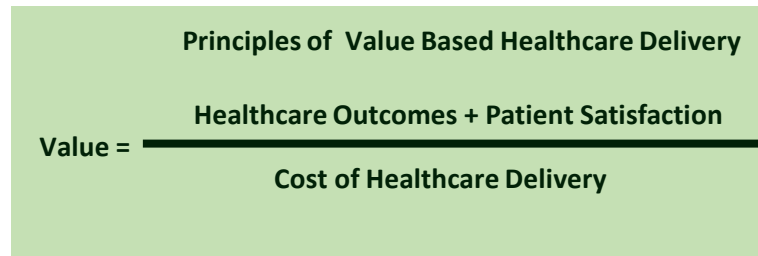 Principles of  Value Based Healthcare Delivery
Healthcare Outcomes + Patient Satisfaction
Value =
Cost of Healthcare Delivery